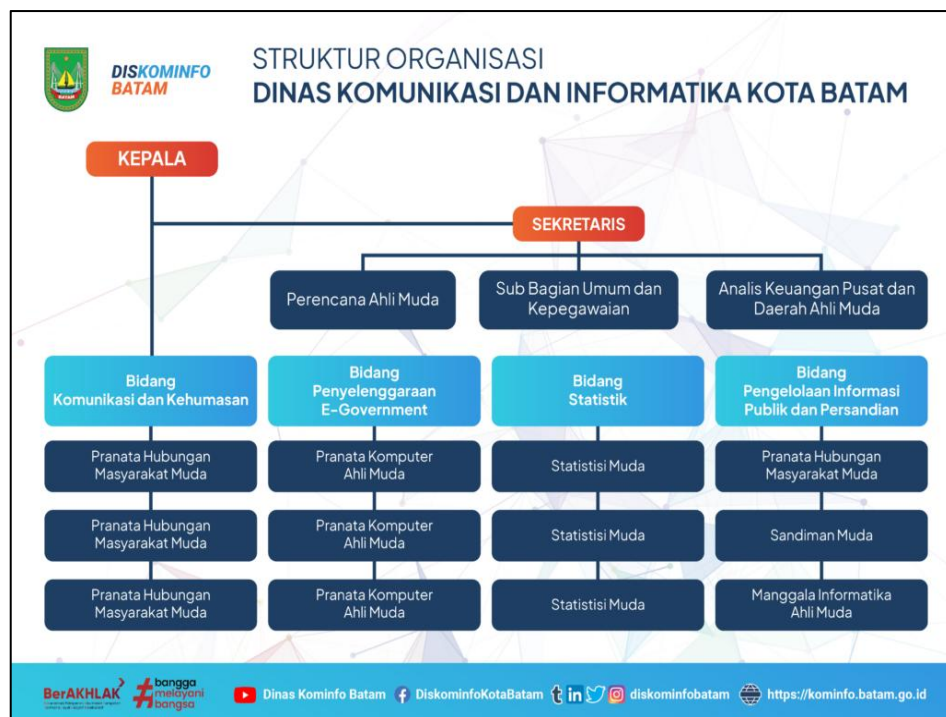 DISKOMINFO
BATAM
STRUKTUR ORGANISASI
DINAS KOMUNIKASI DAN INFORMATIKA KOTA BATAM
KEPALA
SEKRETARIS
Perencana Ahli Muda
Sub Bagian Umum dan
Kepegawaian
Analis Keuangan Pusat dan
Daerah Ahli Muda
Bidang
Komunikasi dan Kehumasan
Bidang
Penyelenggaraan
E-Government
Bidang
Statistik
Bidang
Pengelolaan Informasi
Publik dan Persandian
Pranata Hubungan
Masyarakat Muda
Pranata Komputer
Ahli Muda
Statistisi Muda
Pranata Hubungan
Masyarakat Muda
Pranata Hubungan
Masyarakat Muda
Pranata Komputer
Ahli Muda
Statistisi Muda
Sandiman Muda
Pranata Hubungan
Masyarakat Muda
Pranata Komputer
Ahli Muda
Statistisi Muda
Manggala Informatika
Ahli Muda
BerAKHLAK
#bangga
melayani
bangsa
Dinas Kominfo Batam
DiskominfoKotaBatam
diskominfobatam
https://kominfo.batam.go.id